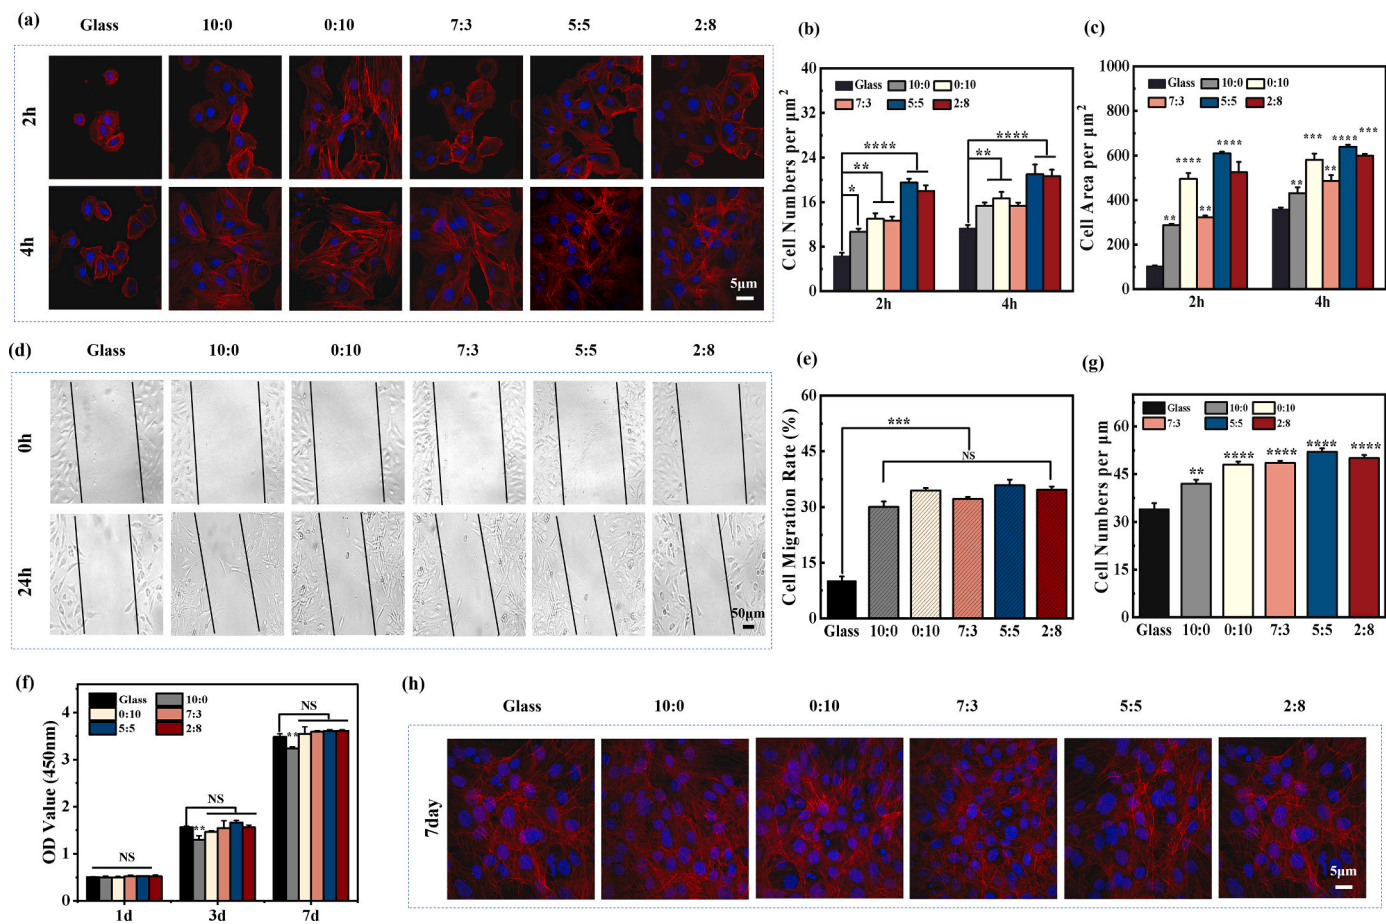 (a)
Glass 10:0 0:10 7:3 5:5 2:8
2h
4h
5μm
(b)
Cell Numbers per μm²
40
32
24
16
8
0
Glass 10:0 0:10
7:3 5:5 2:8
**** ****
** **
*
2h 4h
(c)
Cell Area per μm²
1000
800
600
400
200
0
Glass 10:0 0:10
7:3 5:5 2:8
** **** ** **** ** *** ** **** ***
2h 4h
(d)
Glass 10:0 0:10 7:3 5:5 2:8
0h
24h
50μm
(e)
Cell Migration Rate (%)
60
45
30
15
0
***
NS
Glass 10:0 0:10 7:3 5:5 2:8
(g)
Cell Numbers per μm
60
45
30
15
0
Glass 10:0 0:10
7:3 5:5 2:8
** **** **** **** ****
Glass 10:0 0:10 7:3 5:5 2:8
(f)
OD Value (450nm)
4
3
2
1
0
Glass 10:0
0:10 7:3
5:5 2:8
NS
NS
NS
**
**
1d 3d 7d
(h)
Glass 10:0 0:10 7:3 5:5 2:8
7day
5μm